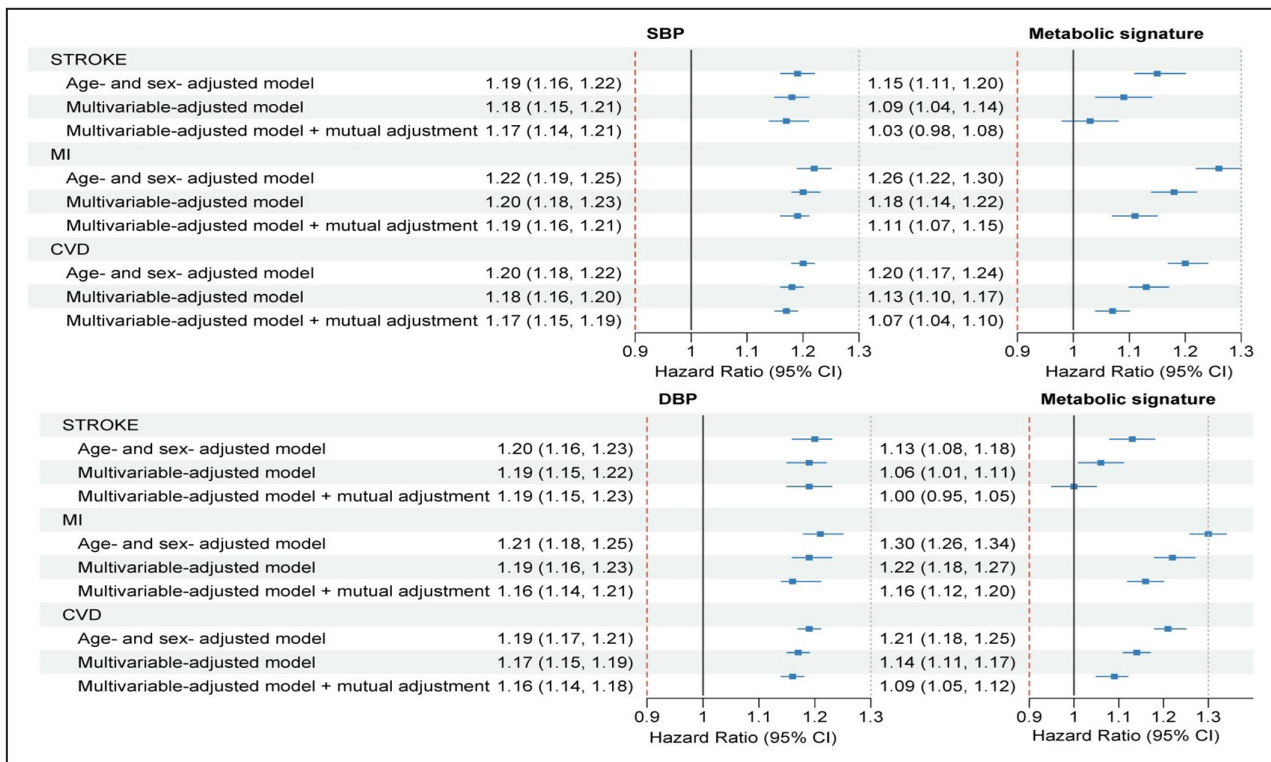 SBP Metabolic signature
STROKE
Age- and sex- adjusted model 1.19 (1.16, 1.22) 1.15 (1.11, 1.20)
Multivariable-adjusted model 1.18 (1.15, 1.21) 1.09 (1.04, 1.14)
Multivariable-adjusted model + mutual adjustment 1.17 (1.14, 1.21) 1.03 (0.98, 1.08)
MI
Age- and sex- adjusted model 1.22 (1.19, 1.25) 1.26 (1.22, 1.30)
Multivariable-adjusted model 1.20 (1.18, 1.23) 1.18 (1.14, 1.22)
Multivariable-adjusted model + mutual adjustment 1.19 (1.16, 1.21) 1.11 (1.07, 1.15)
CVD
Age- and sex- adjusted model 1.20 (1.18, 1.22) 1.20 (1.17, 1.24)
Multivariable-adjusted model 1.18 (1.16, 1.20) 1.13 (1.10, 1.17)
Multivariable-adjusted model + mutual adjustment 1.17 (1.15, 1.19) 1.07 (1.04, 1.10)
0.9 1 1.1 1.2 1.3 0.9 1 1.1 1.2 1.3
Hazard Ratio (95% CI) Hazard Ratio (95% CI)
DBP Metabolic signature
STROKE
Age- and sex- adjusted model 1.20 (1.16, 1.23) 1.13 (1.08, 1.18)
Multivariable-adjusted model 1.19 (1.15, 1.22) 1.06 (1.01, 1.11)
Multivariable-adjusted model + mutual adjustment 1.19 (1.15, 1.23) 1.00 (0.95, 1.05)
MI
Age- and sex- adjusted model 1.21 (1.18, 1.25) 1.30 (1.26, 1.34)
Multivariable-adjusted model 1.19 (1.16, 1.23) 1.22 (1.18, 1.27)
Multivariable-adjusted model + mutual adjustment 1.16 (1.14, 1.21) 1.16 (1.12, 1.20)
CVD
Age- and sex- adjusted model 1.19 (1.17, 1.21) 1.21 (1.18, 1.25)
Multivariable-adjusted model 1.17 (1.15, 1.19) 1.14 (1.11, 1.17)
Multivariable-adjusted model + mutual adjustment 1.16 (1.14, 1.18) 1.09 (1.05, 1.12)
0.9 1 1.1 1.2 1.3 0.9 1 1.1 1.2 1.3
Hazard Ratio (95% CI) Hazard Ratio (95% CI)